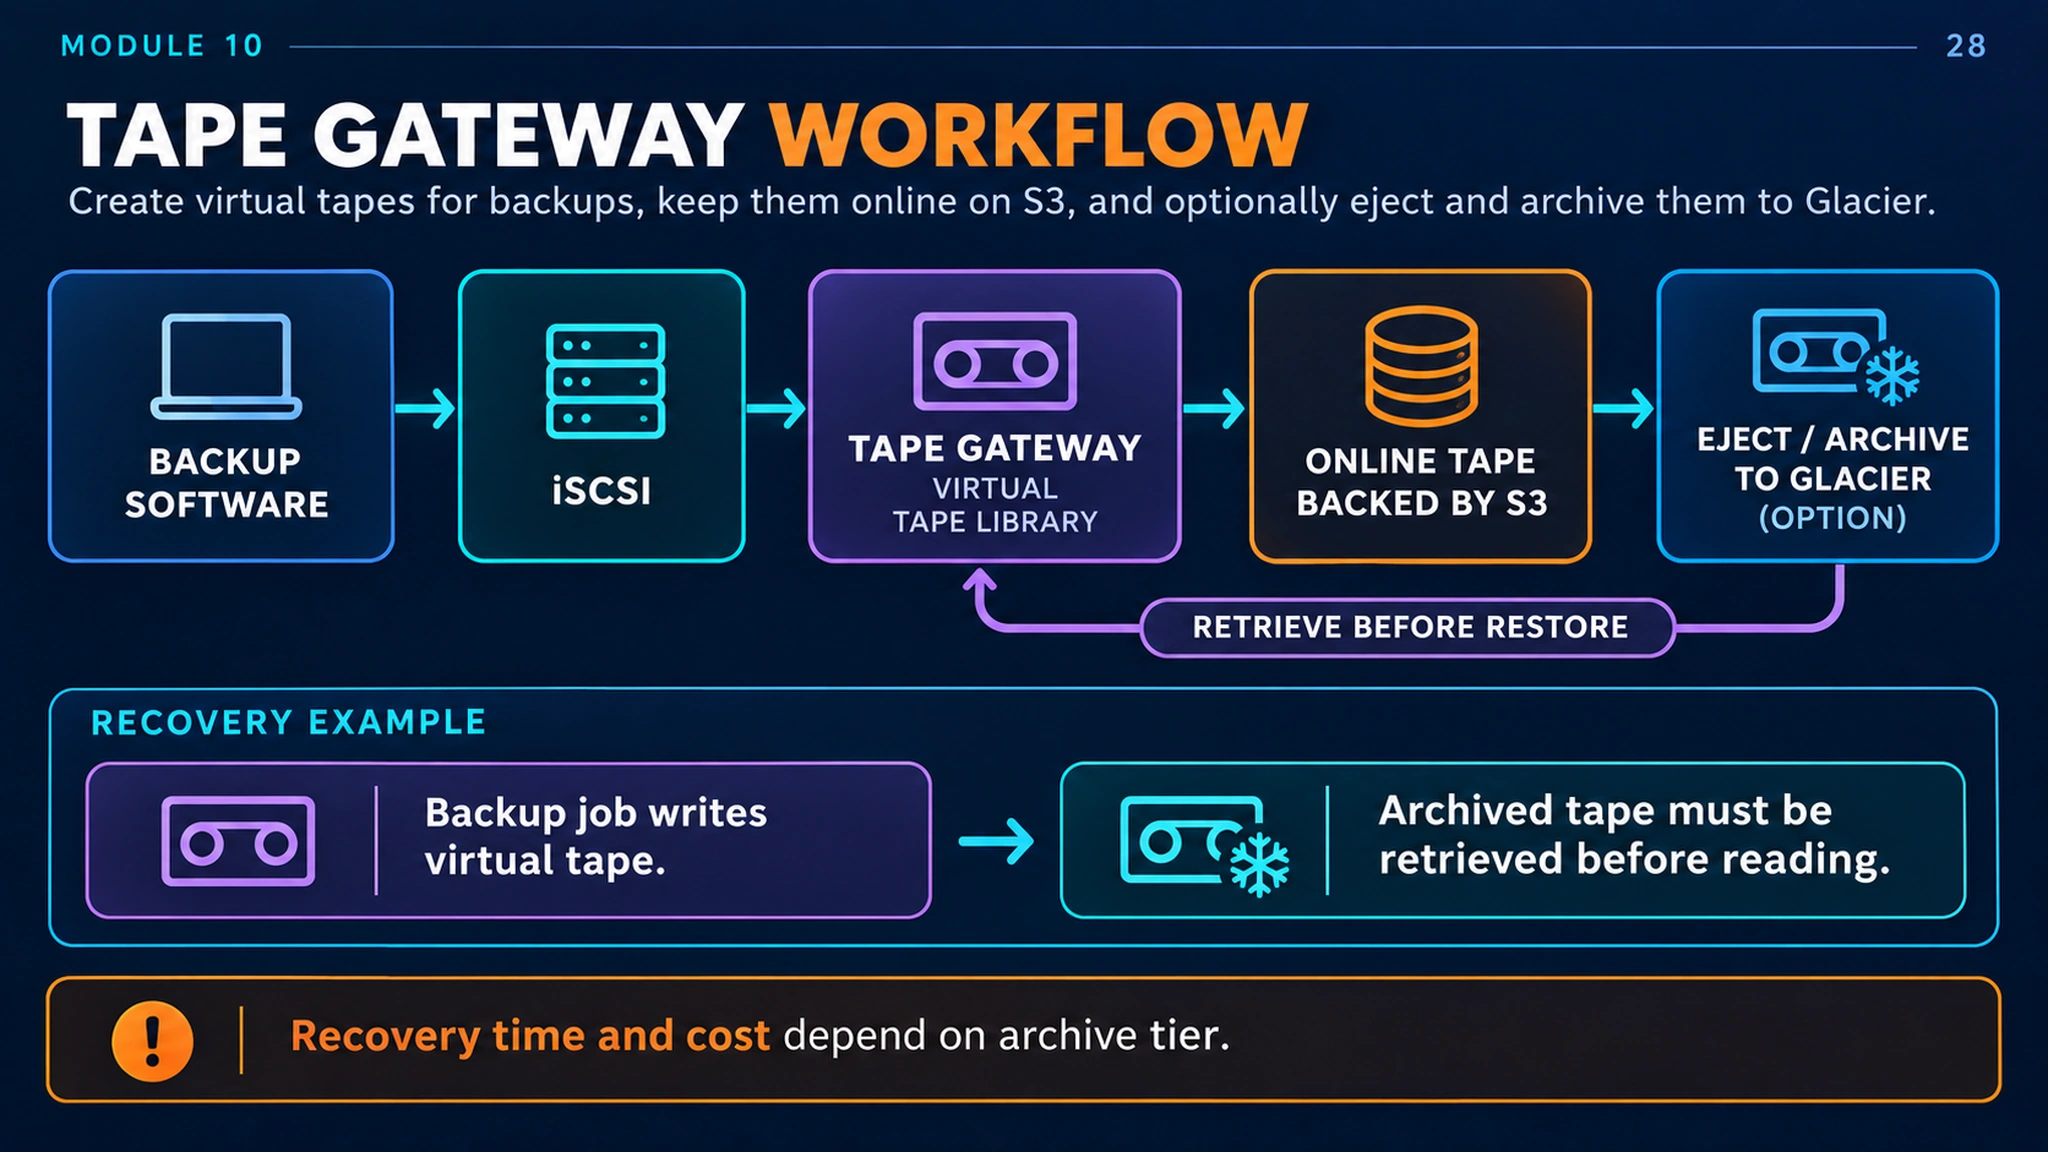 MODULE 10
28
TAPE GATEWAY WORKFLOW
Create virtual tapes for backups, keep them online on S3, and optionally eject and archive them to Glacier.
BACKUP
SOFTWARE
iSCSI
TAPE GATEWAY
VIRTUAL
TAPE LIBRARY
ONLINE TAPE
BACKED BY S3
EJECT / ARCHIVE
TO GLACIER
(OPTION)
RETRIEVE BEFORE RESTORE
RECOVERY EXAMPLE
Backup job writes
virtual tape.
Archived tape must be
retrieved before reading.
Recovery time and cost depend on archive tier.